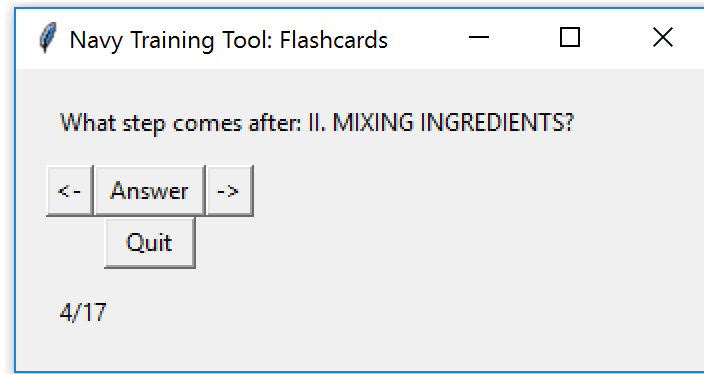 Navy Training Tool: Flashcards
What step comes after: II. MIXING INGREDIENTS?
<- Answer ->
Quit
4/17